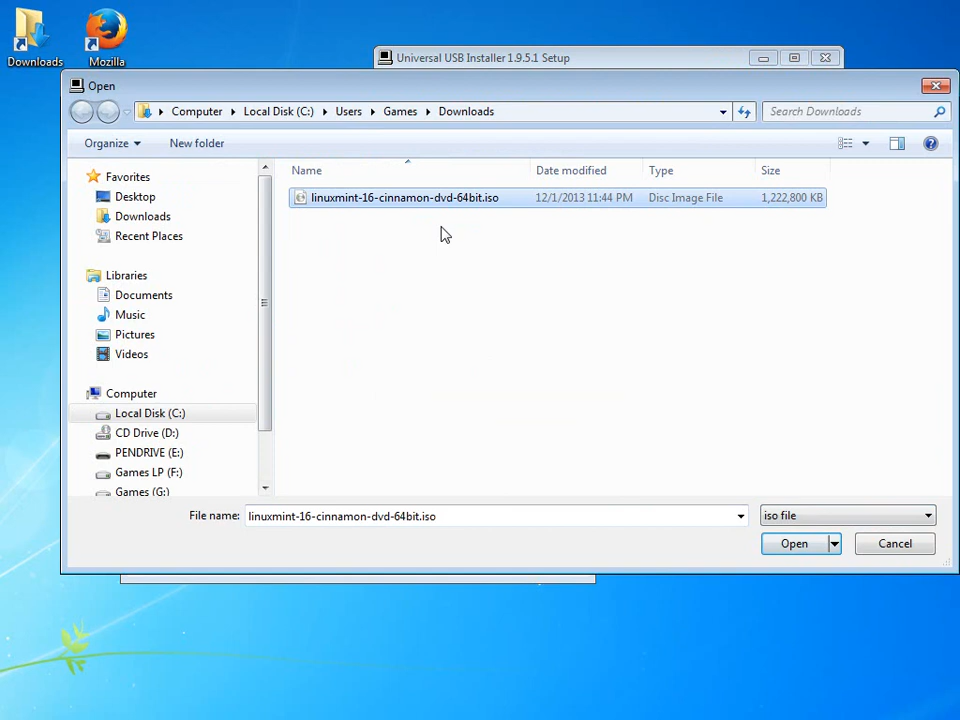 Downloads
Mozilla
Universal USB Installer 1.9.5.1 Setup
Open
Computer Local Disk (C:) Users Games Downloads
Search Downloads
Organize
New folder
Name Date modified Type Size
linuxmint-16-cinnamon-dvd-64bit.iso 12/1/2013 11:44 PM Disc Image File 1,222,800 KB
Favorites
Desktop
Downloads
Recent Places
Libraries
Documents
Music
Pictures
Videos
Computer
Local Disk (C:)
CD Drive (D:)
PENDRIVE (E:)
Games LP (F:)
Games (G:)
File name: linuxmint-16-cinnamon-dvd-64bit.iso
iso file
Open
Cancel